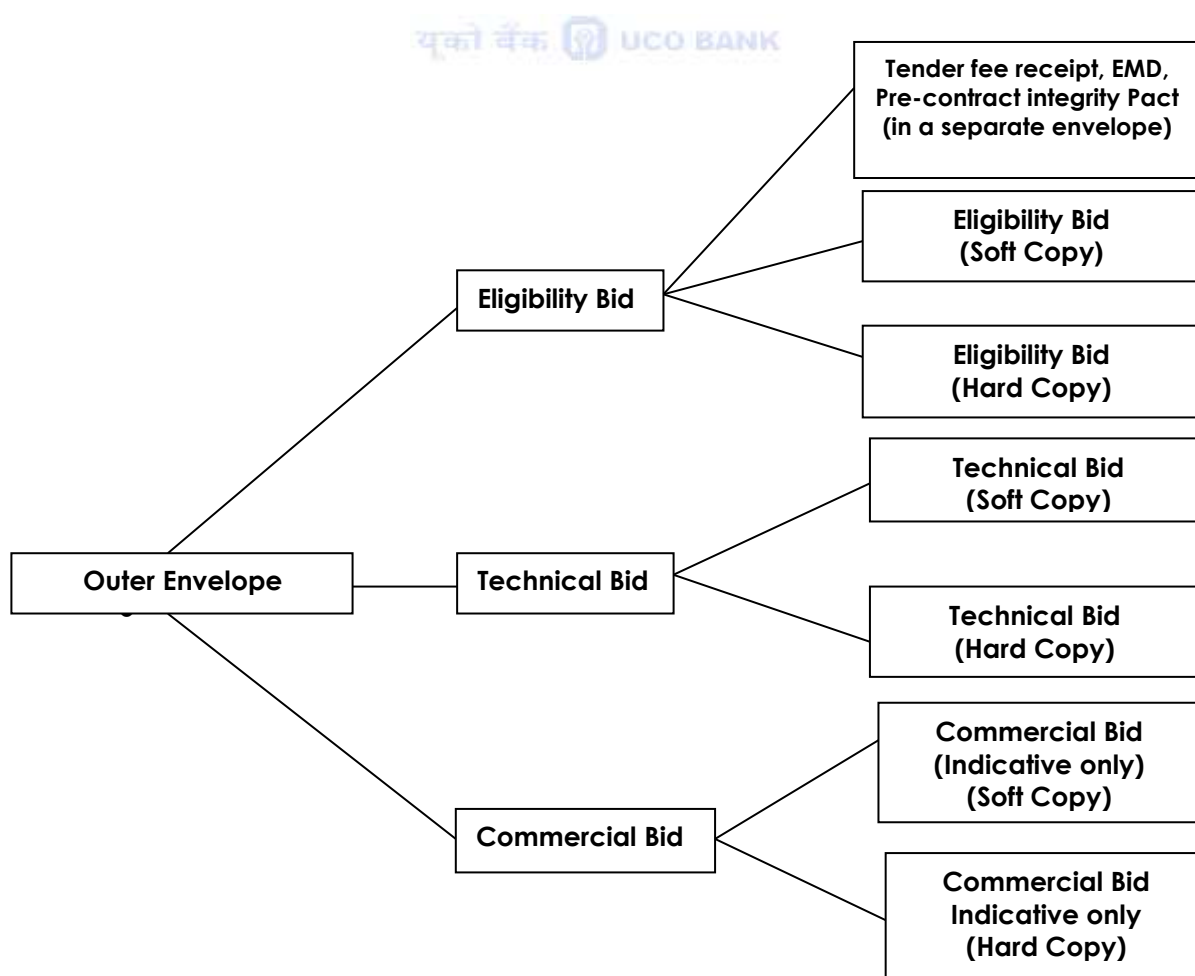 यूको बैंक UCO BANK
Tender fee receipt, EMD,
Pre-contract integrity Pact
(in a separate envelope)
Eligibility Bid
(Soft Copy)
Eligibility Bid
Eligibility Bid
(Hard Copy)
Technical Bid
(Soft Copy)
Outer Envelope
Technical Bid
Technical Bid
(Hard Copy)
Commercial Bid
(Indicative only)
(Soft Copy)
Commercial Bid
Commercial Bid
Indicative only
(Hard Copy)